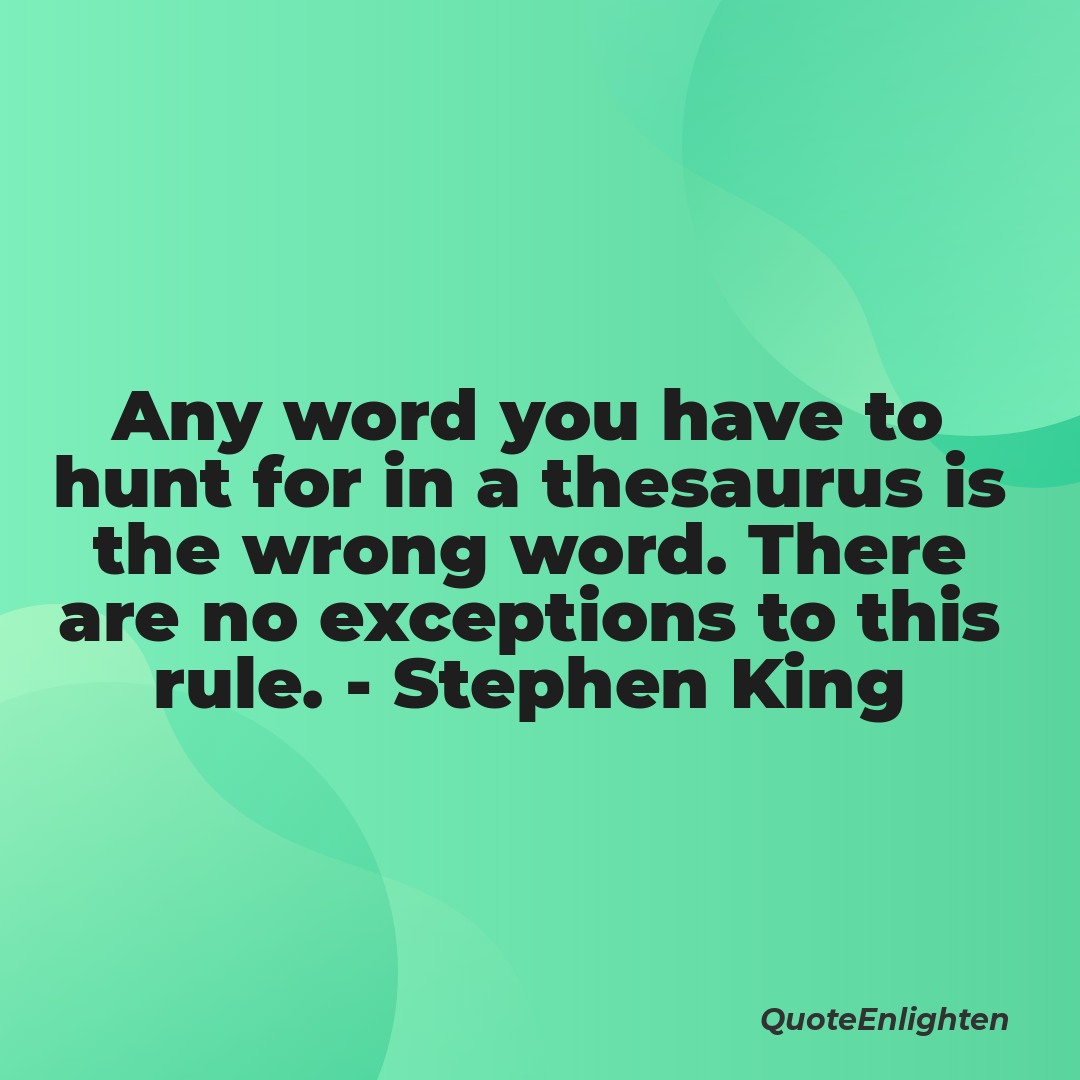 Any word you have to
hunt for in a thesaurus is
the wrong word. There
are no exceptions to this
rule. - Stephen King
QuoteEnlighten